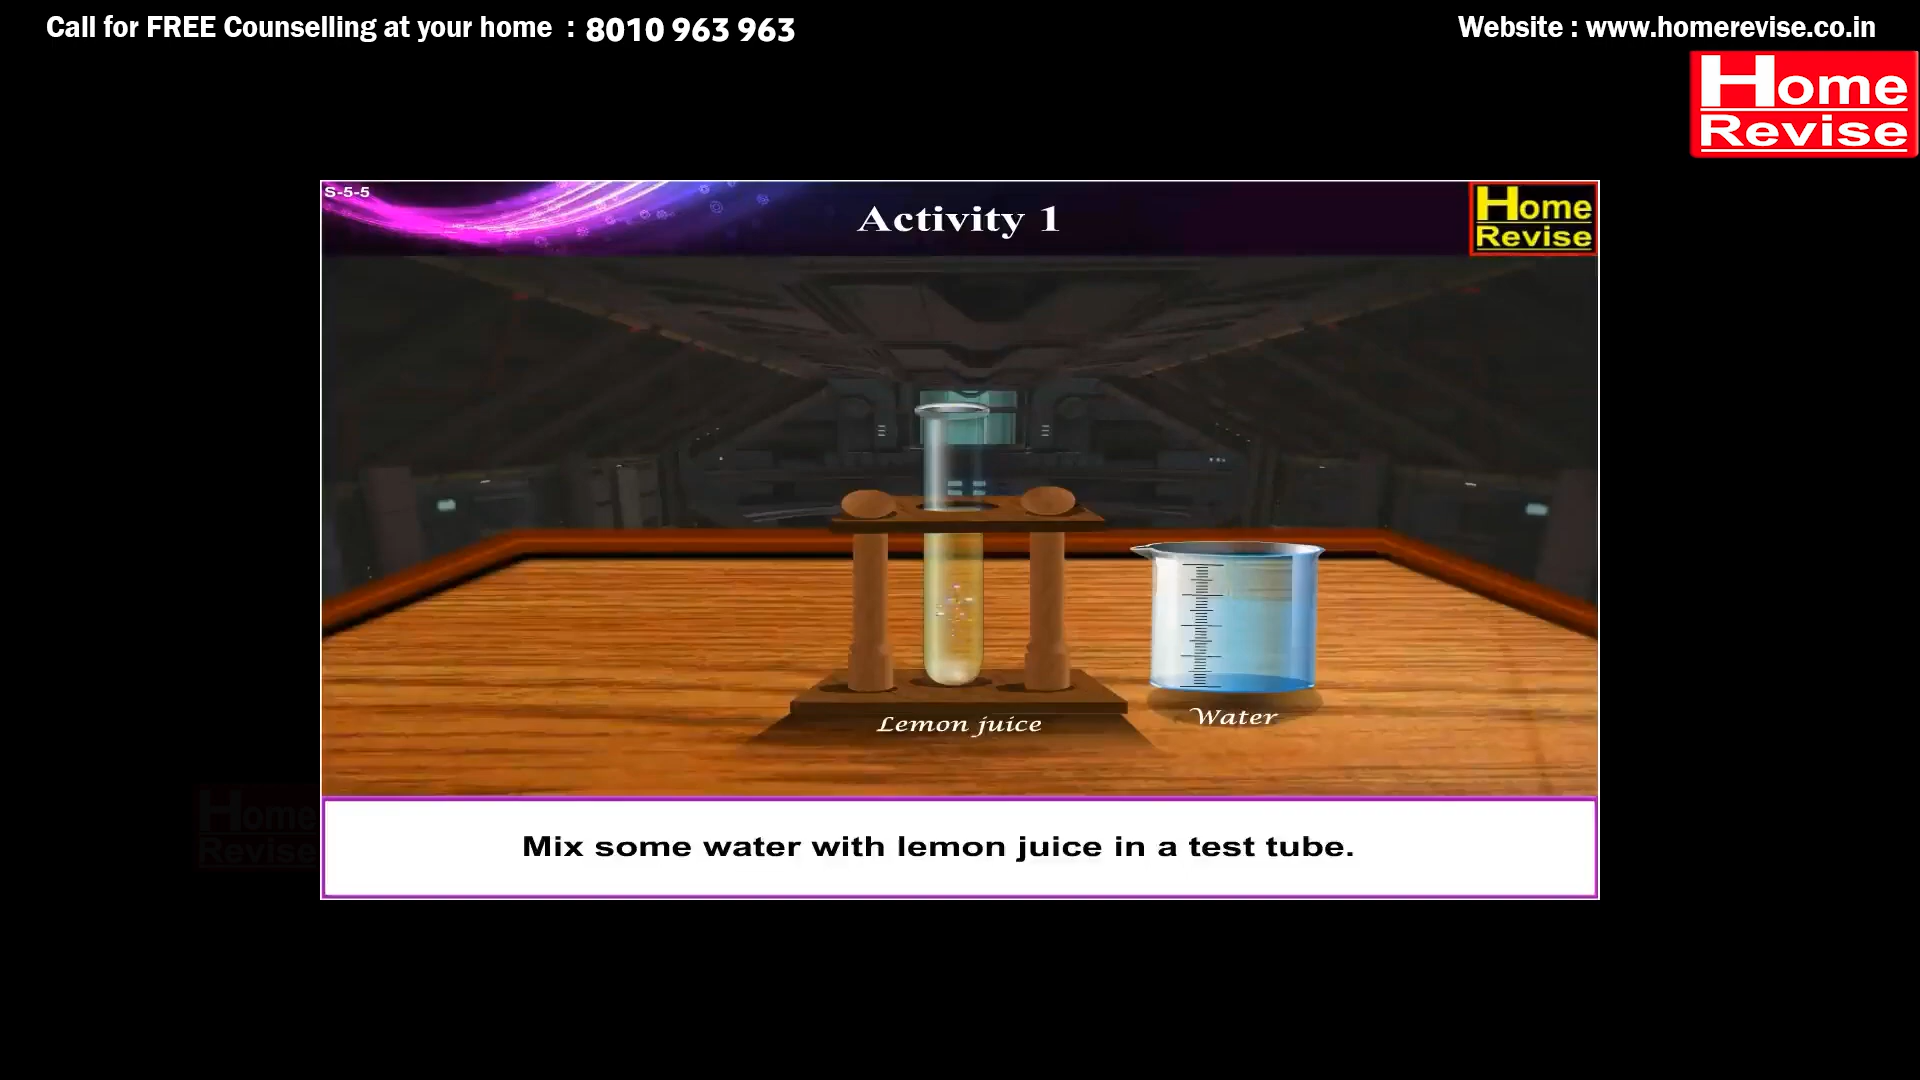 Call for FREE Counselling at your home : 8010 963 963
Website : www.homerevise.co.in
Home
Revise
S-5-5
Activity 1
Home
Revise
Lemon juice
Water
Home
Revise
Mix some water with lemon juice in a test tube.